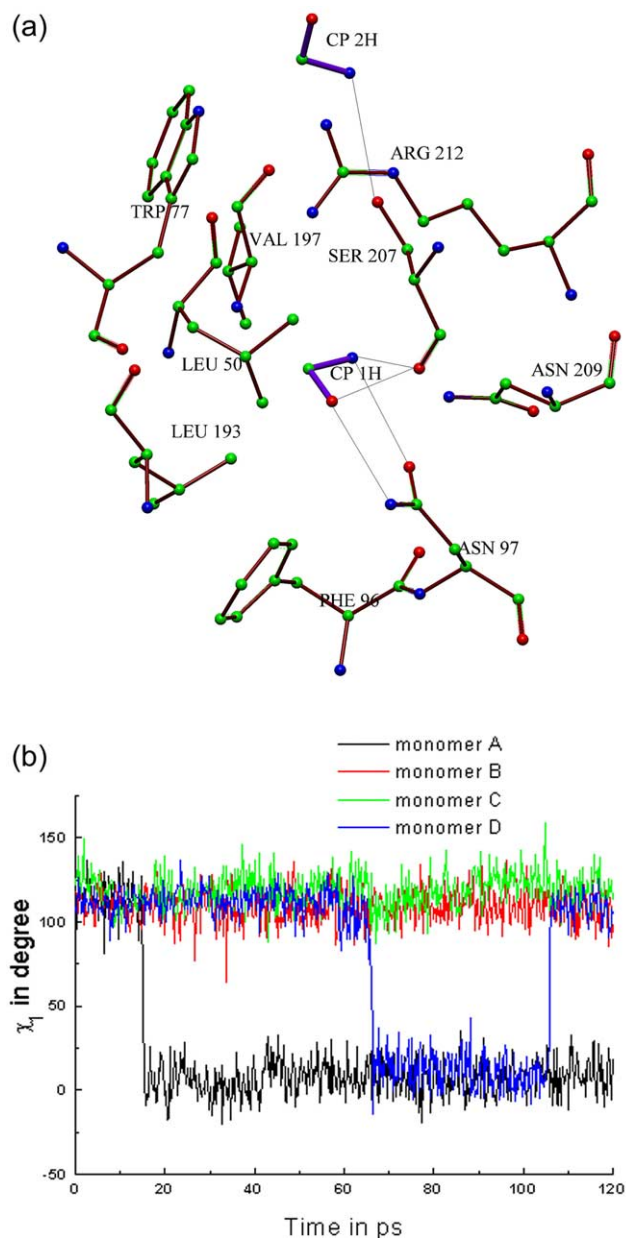 (a)
CP 2H
ARG 212
TRP 77
VAL 197
SER 207
LEU 50
CP 1H
ASN 209
LEU 193
ASN 97
PHE 96
(b)
monomer A
monomer B
monomer C
monomer D
χ1 in degree
150
100
50
0
-50
0 20 40 60 80 100 120
Time in ps